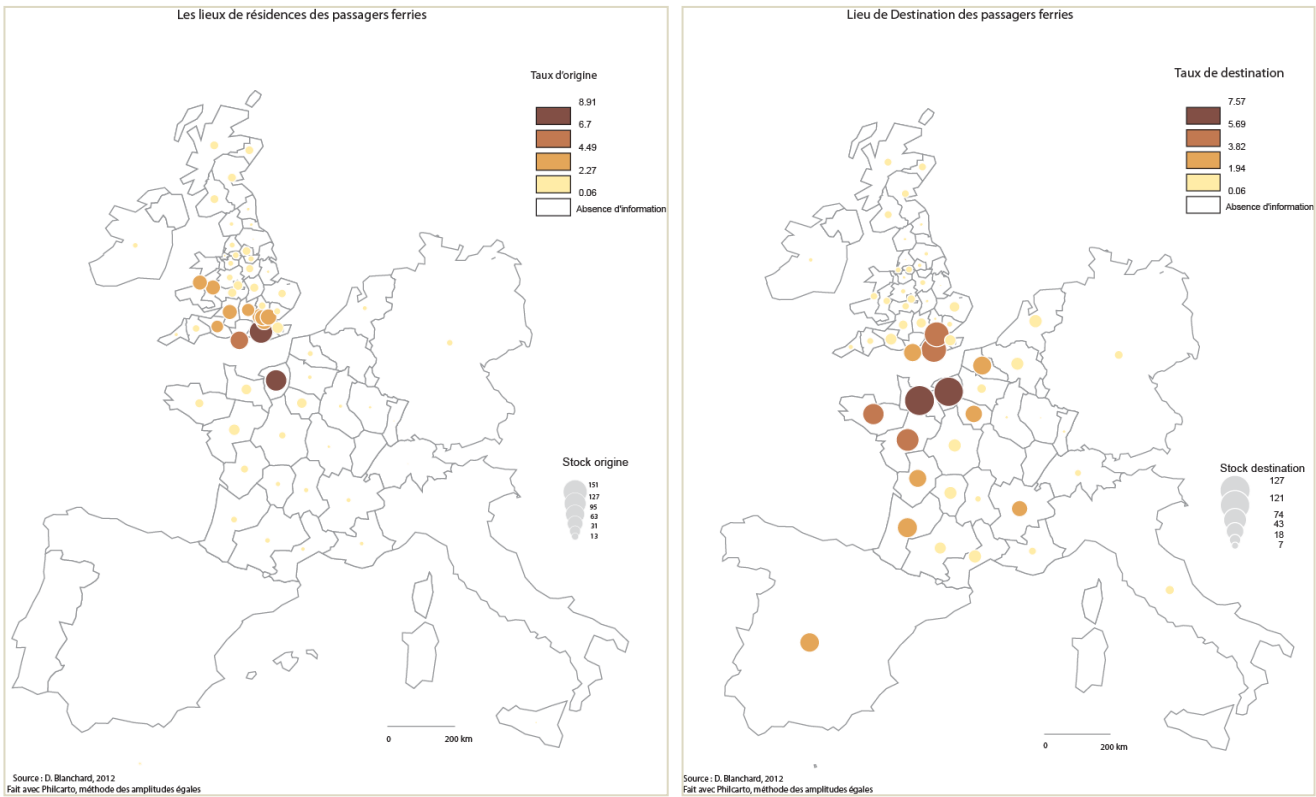 Les lieux de résidences des passagers ferries
Taux d'origine
8.91
6.7
4.49
2.27
0.06
Absence d'information
Stock origine
151
127
95
63
31
13
0 200 km
Source : D. Blanchard, 2012
Fait avec Philcarto, méthode des amplitudes égales
Lieu de Destination des passagers ferries
Taux de destination
7.57
5.69
3.82
1.94
0.06
Absence d'information
Stock destination
127
121
74
43
18
7
0 200 km
Source : D. Blanchard, 2012
Fait avec Philcarto, méthode des amplitudes égales